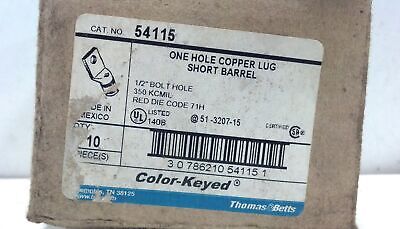 CAT. NO. 54115
ONE HOLE COPPER LUG
SHORT BARREL
1/2" BOLT HOLE
350 KCMIL
RED DIE CODE 71H
MADE IN
MEXICO
UL LISTED
140B
@ 51-3207-15
CERTIFIED
QTY.
10
PIECE(S)
3 0 786210 54115 1
Color-Keyed®
Memphis, TN 38125
Thomas&Betts